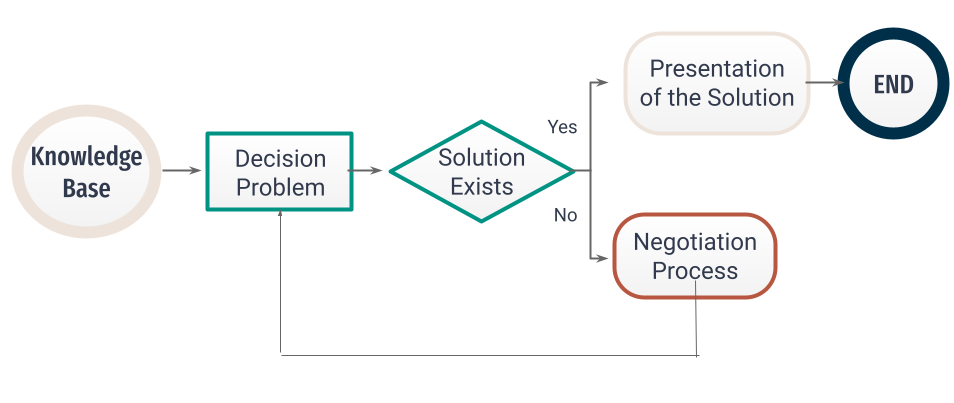 Knowledge
Base
Decision
Problem
Solution
Exists
Yes
No
Presentation
of the Solution
END
Negotiation
Process